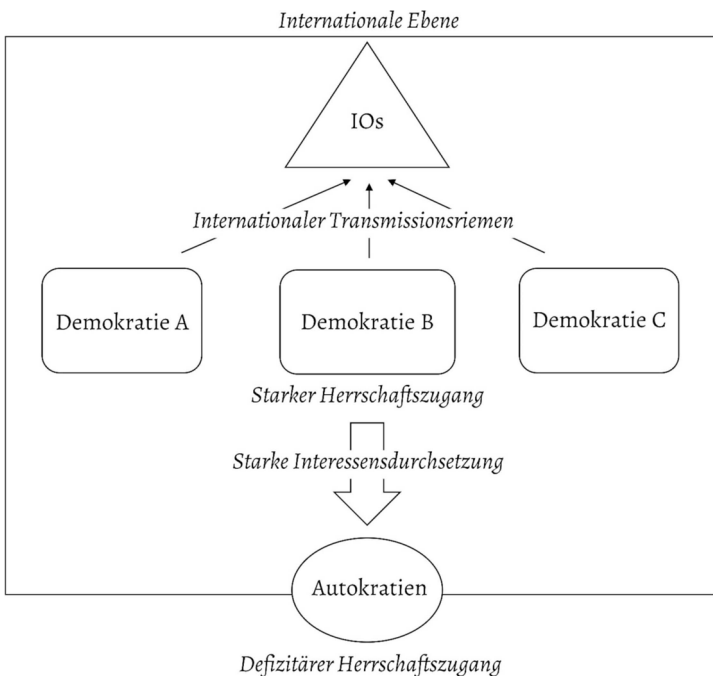 Internationale Ebene
IOs
Internationaler Transmissionsriemen
Demokratie A
Demokratie B
Demokratie C
Starker Herrschaftszugang
Starke Interessensdurchsetzung
Autokratien
Defizitärer Herrschaftszugang